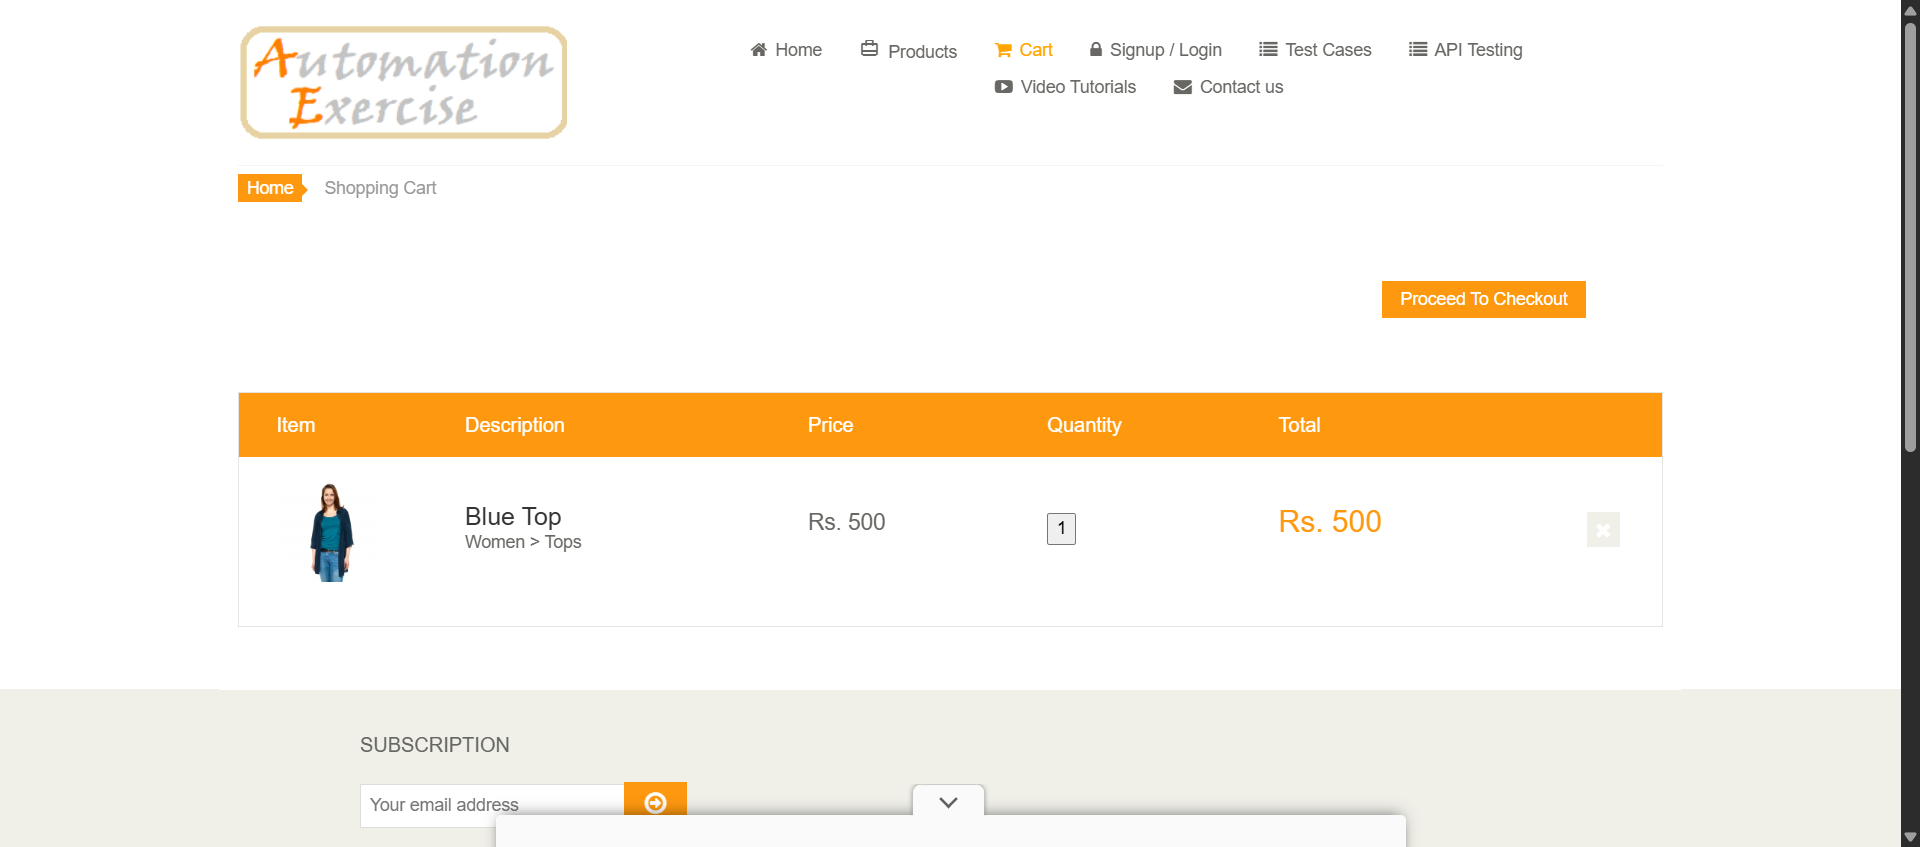 Automation
Exercise
Home
Products
Cart
Signup / Login
Test Cases
API Testing
Video Tutorials
Contact us
Home
Shopping Cart
Proceed To Checkout
Item Description Price Quantity Total
Blue Top
Women > Tops
Rs. 500
1
Rs. 500
SUBSCRIPTION
Your email address